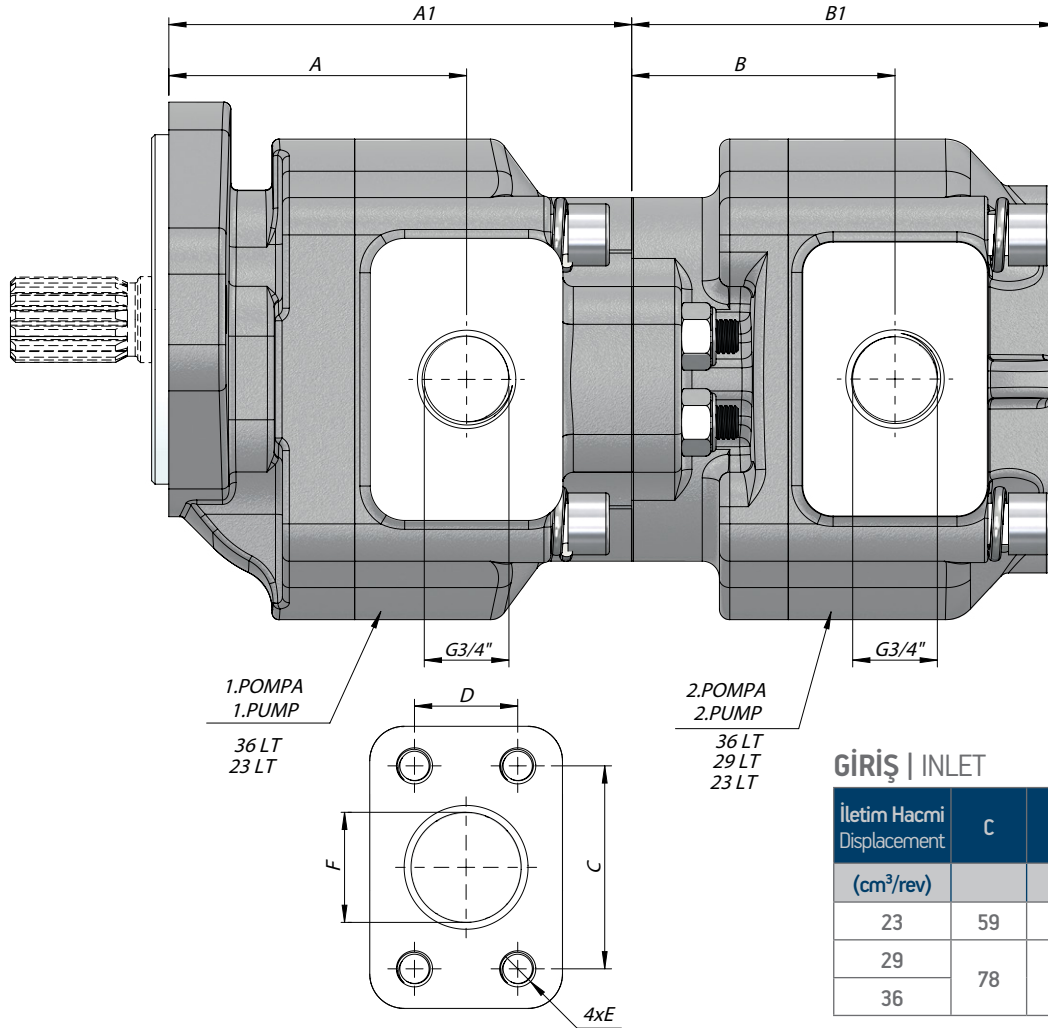 A1
B1
A
B
G3/4"
G3/4"
1.POMPA
1.PUMP
36 LT
23 LT
D
2.POMPA
2.PUMP
36 LT
29 LT
23 LT
F
C
4xE
GİRİŞ | INLET
İletim Hacmi
Displacement
C
(cm³/rev)
23 59
29
78
36